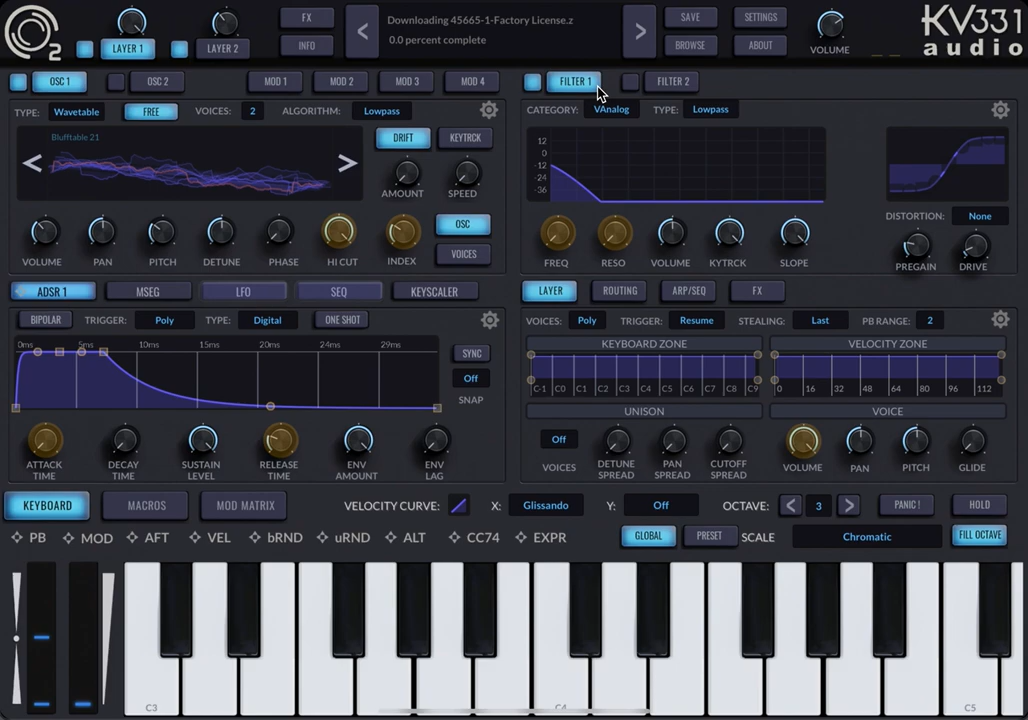 O2
LAYER 1
LAYER 2
FX
INFO
<
Downloading 45665-1-Factory License.z
0.0 percent complete
>
SAVE
BROWSE
SETTINGS
ABOUT
VOLUME
KV331
audio
OSC 1
OSC 2
MOD 1
MOD 2
MOD 3
MOD 4
FILTER 1
FILTER 2
TYPE: Wavetable FREE VOICES: 2 ALGORITHM: Lowpass
Blufftable 21
DRIFT
KEYTRCK
AMOUNT
SPEED
VOLUME PAN PITCH DETUNE PHASE HI CUT INDEX
OSC
VOICES
CATEGORY: VAnalog TYPE: Lowpass
12
0
-12
-24
-36
DISTORTION: None
FREQ RESO VOLUME KYTRCK SLOPE
PREGAIN DRIVE
ADSR 1
MSEG
LFO
SEQ
KEYSCALER
BIPOLAR TRIGGER: Poly TYPE: Digital ONE SHOT
0ms 5ms 10ms 15ms 20ms 24ms 29ms
SYNC
Off
SNAP
ATTACK TIME
DECAY TIME
SUSTAIN LEVEL
RELEASE TIME
ENV AMOUNT
ENV LAG
LAYER
ROUTING
ARP/SEQ
FX
VOICES: Poly TRIGGER: Resume STEALING: Last PB RANGE: 2
KEYBOARD ZONE
C-1 C0 C1 C2 C3 C4 C5 C6 C7 C8 C9
VELOCITY ZONE
0 16 32 48 64 80 96 112
UNISON
VOICE
Off
VOICES
DETUNE SPREAD
PAN SPREAD
CUTOFF SPREAD
VOLUME PAN PITCH GLIDE
KEYBOARD
MACROS
MOD MATRIX
VELOCITY CURVE:
X: Glissando
Y: Off
OCTAVE: < 3 >
PANIC !
HOLD
PB MOD AFT VEL bRND uRND ALT CC74 EXPR
GLOBAL
PRESET
SCALE
Chromatic
FILL OCTAVE
C3 C4 C5